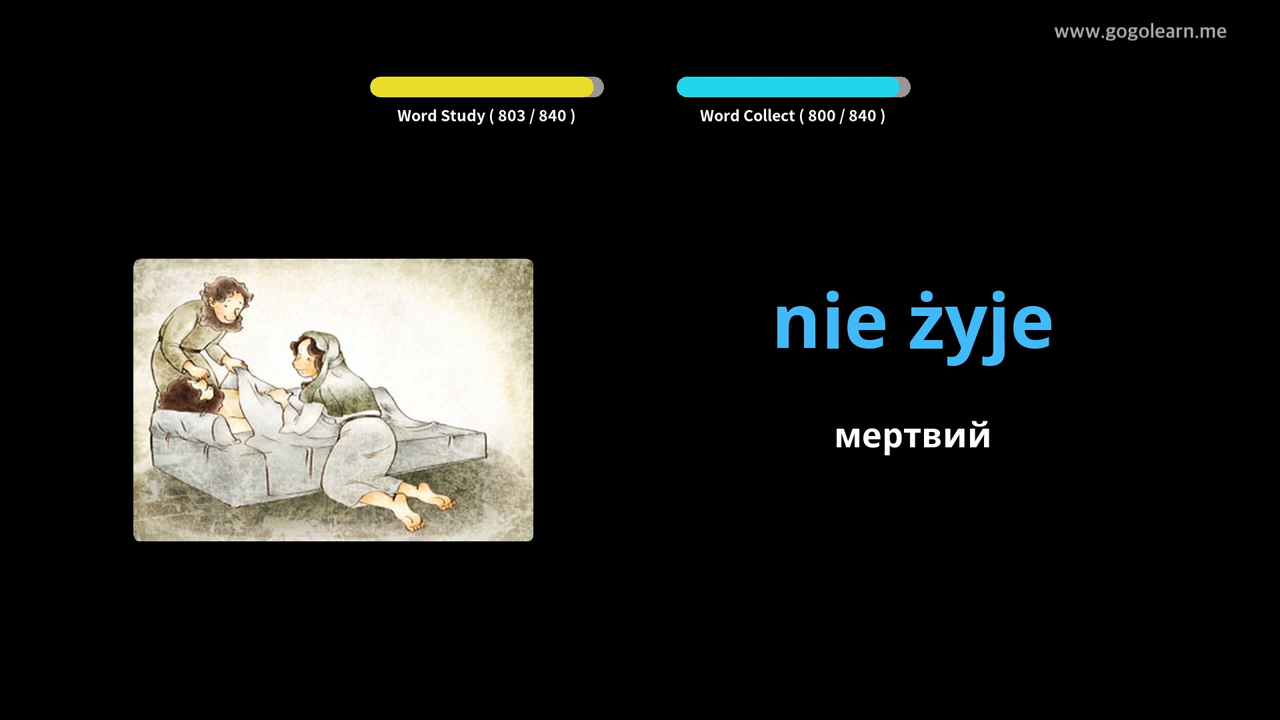 www.gogolearn.me
Word Study ( 803 / 840 )
Word Collect ( 800 / 840 )
nie żyje
мертвий